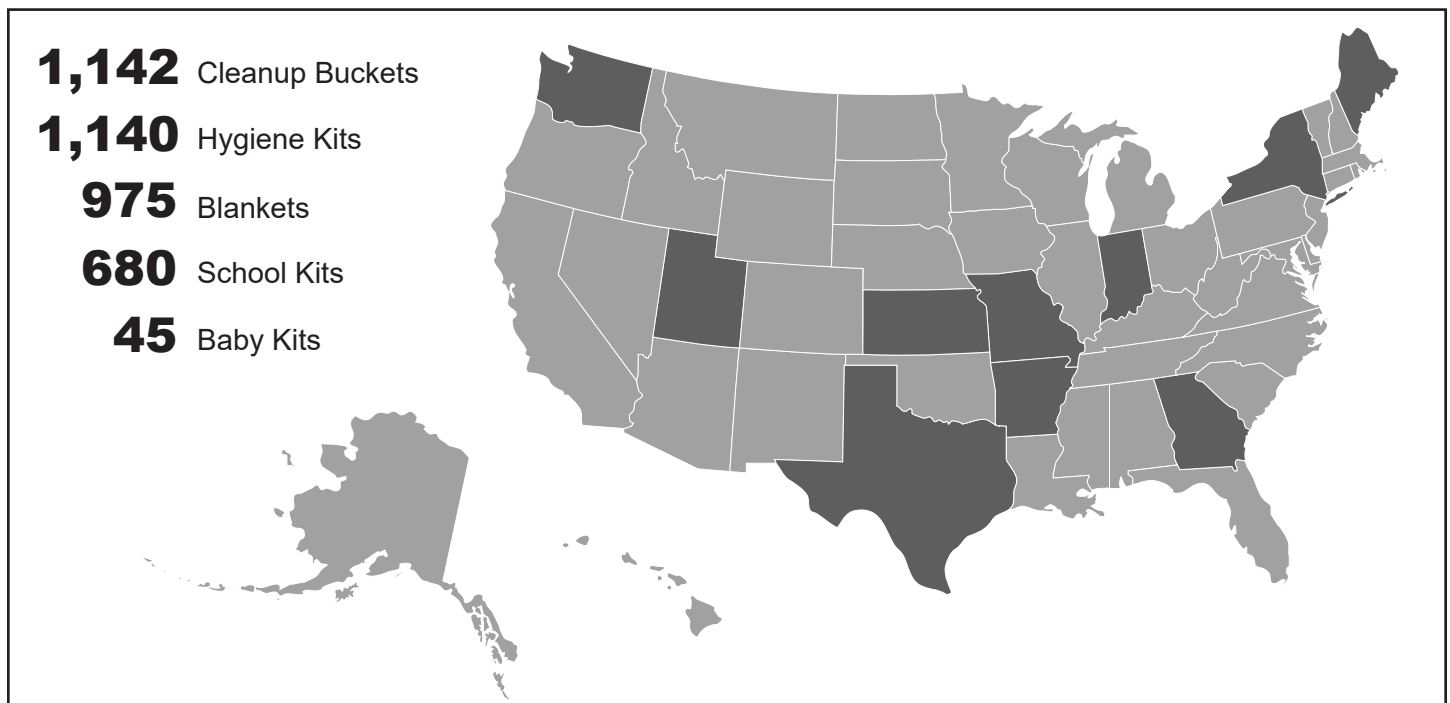 1,142 Cleanup Buckets
1,140 Hygiene Kits
975 Blankets
680 School Kits
45 Baby Kits